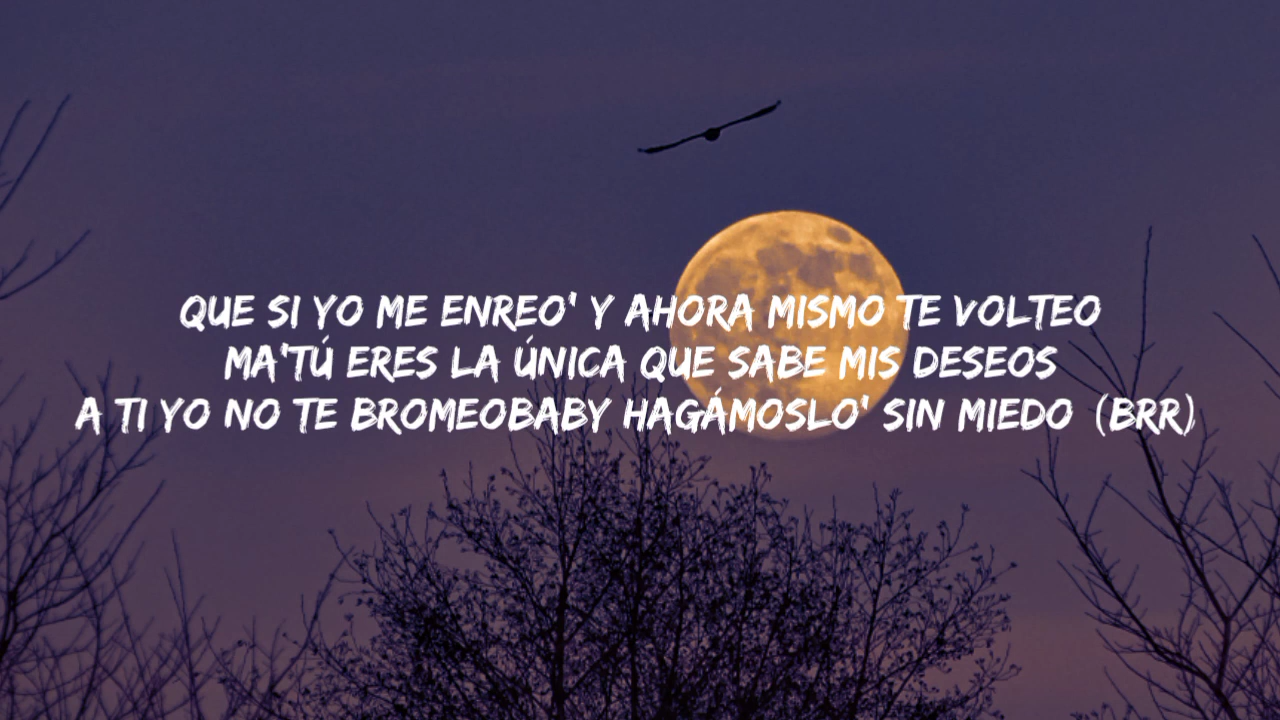 QUE SI YO ME ENREO' Y AHORA MISMO TE VOLTEO
MA'TÚ ERES LA ÚNICA QUE SABE MIS DESEOS
A TI YO NO TE BROMEOBABY HAGÁMOSLO' SIN MIEDO (BRR)